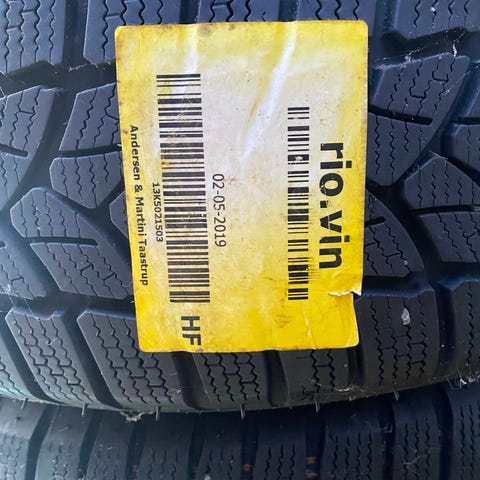 rio.vin
02-05-2019
HF
13K5021503
Andersen & Martini Taastrup